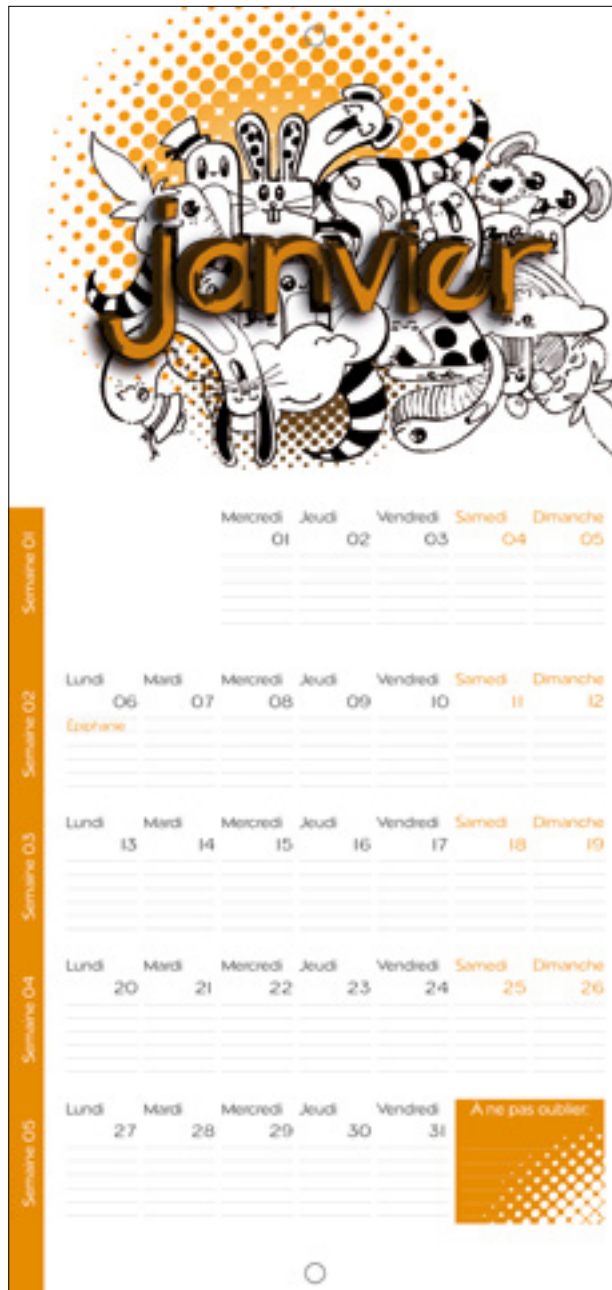 janvier
Semaine 01
Mercredi Jeudi Vendredi Samedi Dimanche
01 02 03 04 05
Semaine 02
Lundi Mardi Mercredi Jeudi Vendredi Samedi Dimanche
06 07 08 09 10 11 12
Épiphanie
Semaine 03
Lundi Mardi Mercredi Jeudi Vendredi Samedi Dimanche
13 14 15 16 17 18 19
Semaine 04
Lundi Mardi Mercredi Jeudi Vendredi Samedi Dimanche
20 21 22 23 24 25 26
Semaine 05
Lundi Mardi Mercredi Jeudi Vendredi À ne pas oublier:
27 28 29 30 31